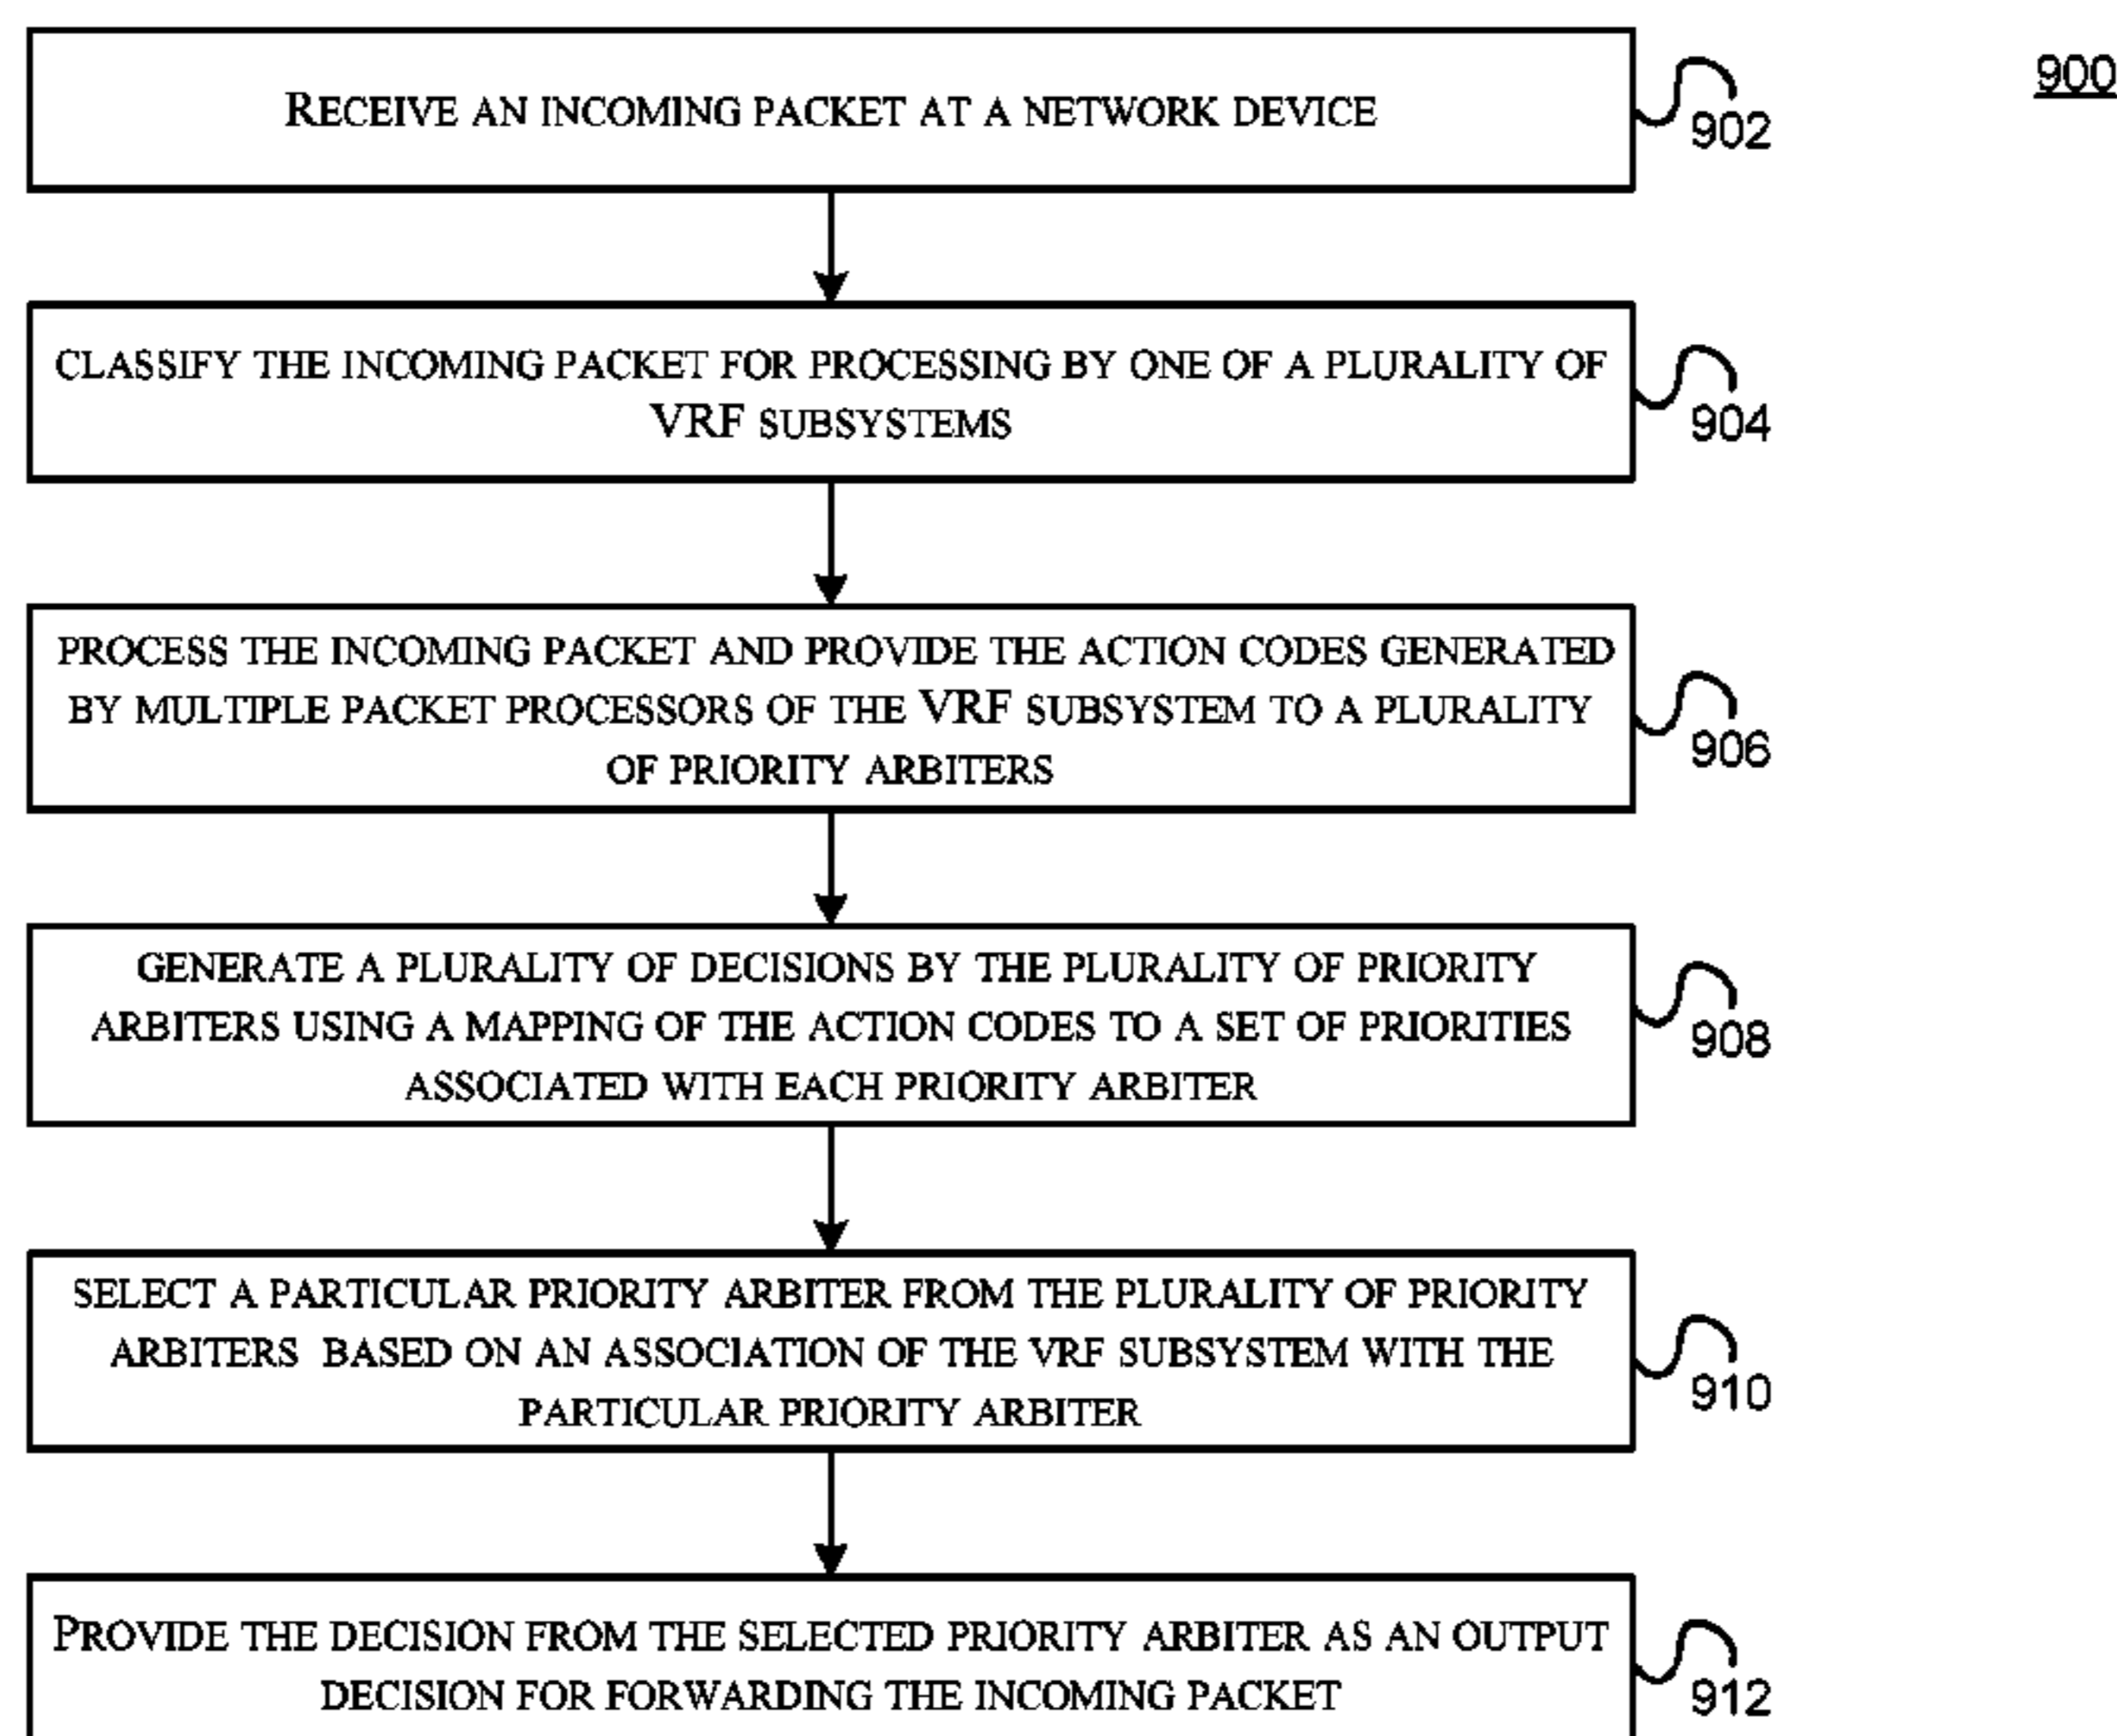 900
RECEIVE AN INCOMING PACKET AT A NETWORK DEVICE
902
CLASSIFY THE INCOMING PACKET FOR PROCESSING BY ONE OF A PLURALITY OF
VRF SUBSYSTEMS
904
PROCESS THE INCOMING PACKET AND PROVIDE THE ACTION CODES GENERATED
BY MULTIPLE PACKET PROCESSORS OF THE VRF SUBSYSTEM TO A PLURALITY
OF PRIORITY ARBITERS
906
GENERATE A PLURALITY OF DECISIONS BY THE PLURALITY OF PRIORITY
ARBITERS USING A MAPPING OF THE ACTION CODES TO A SET OF PRIORITIES
ASSOCIATED WITH EACH PRIORITY ARBITER
908
SELECT A PARTICULAR PRIORITY ARBITER FROM THE PLURALITY OF PRIORITY
ARBITERS BASED ON AN ASSOCIATION OF THE VRF SUBSYSTEM WITH THE
PARTICULAR PRIORITY ARBITER
910
PROVIDE THE DECISION FROM THE SELECTED PRIORITY ARBITER AS AN OUTPUT
DECISION FOR FORWARDING THE INCOMING PACKET
912